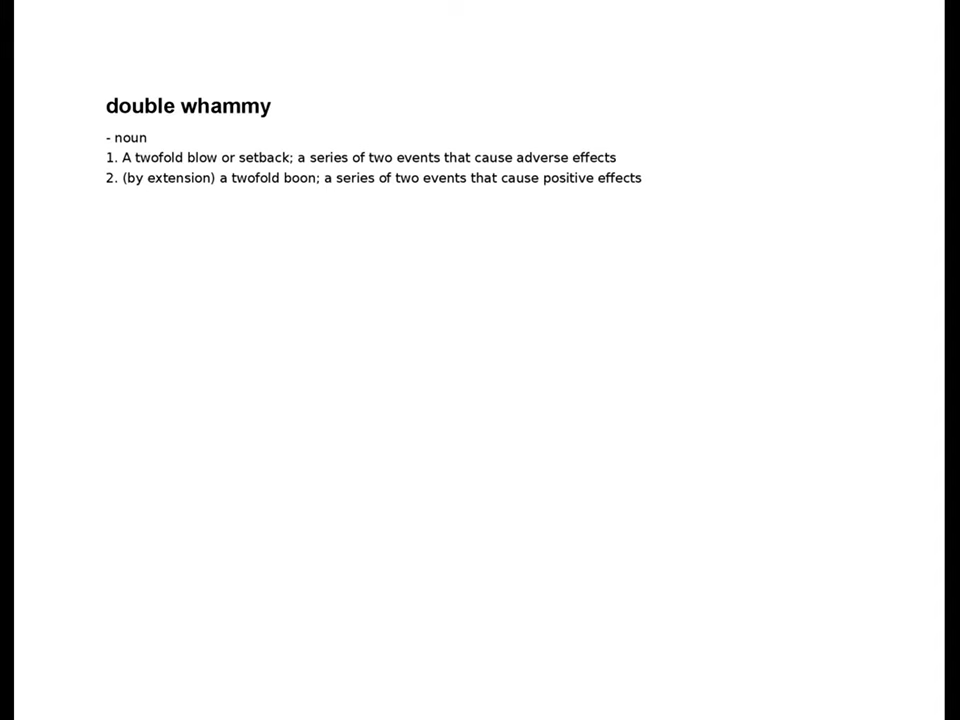 double whammy
- noun
1. A twofold blow or setback; a series of two events that cause adverse effects
2. (by extension) a twofold boon; a series of two events that cause positive effects